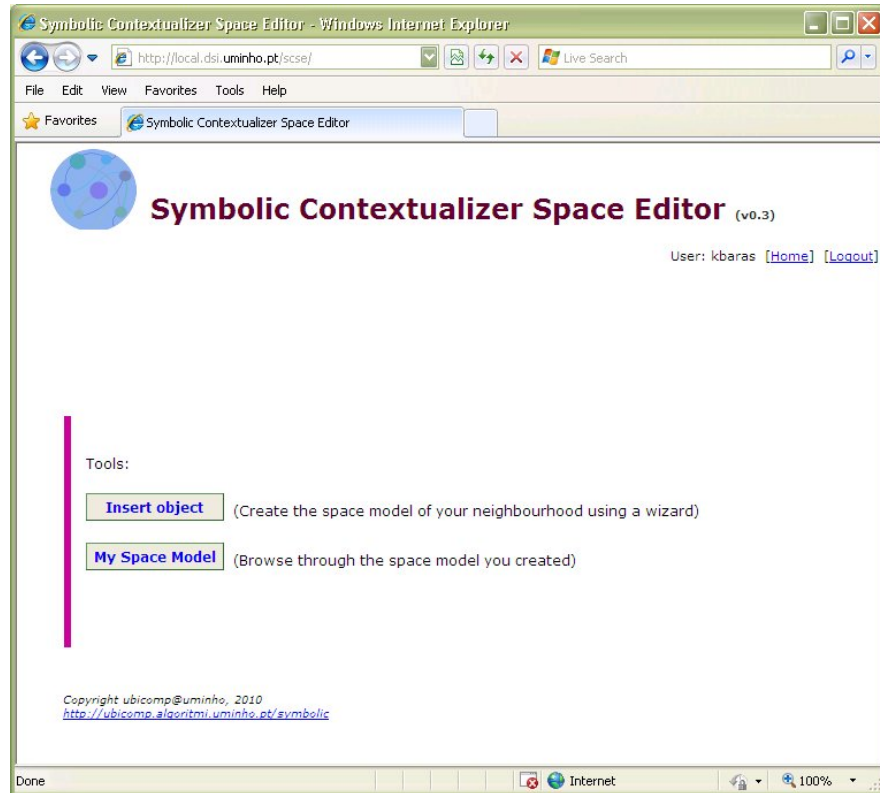 Symbolic Contextualizer Space Editor - Windows Internet Explorer
http://local.dsi.uminho.pt/scse/
Live Search
File Edit View Favorites Tools Help
Favorites
Symbolic Contextualizer Space Editor
Symbolic Contextualizer Space Editor (v0.3)
User: kbaras [Home] [Logout]
Tools:
Insert object (Create the space model of your neighbourhood using a wizard)
My Space Model (Browse through the space model you created)
Copyright ubicomp@uminho, 2010
http://ubicomp.algoritmi.uminho.pt/symbolic
Done
Internet
100%